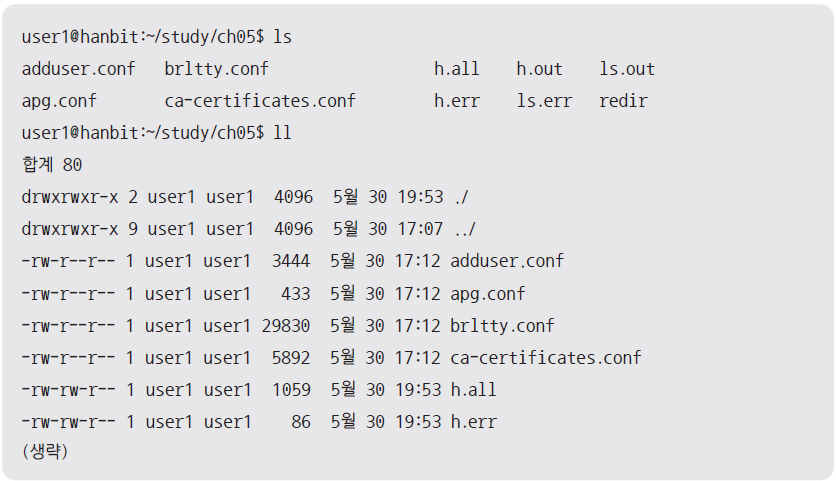 user1@hanbit:~/study/ch05$ ls
adduser.conf brltty.conf h.all h.out ls.out
apg.conf ca-certificates.conf h.err ls.err redir
user1@hanbit:~/study/ch05$ ll
합계 80
drwxrwxr-x 2 user1 user1 4096 5월 30 19:53 ./
drwxrwxr-x 9 user1 user1 4096 5월 30 17:07 ../
-rw-r--r-- 1 user1 user1 3444 5월 30 17:12 adduser.conf
-rw-r--r-- 1 user1 user1 433 5월 30 17:12 apg.conf
-rw-r--r-- 1 user1 user1 29830 5월 30 17:12 brltty.conf
-rw-r--r-- 1 user1 user1 5892 5월 30 17:12 ca-certificates.conf
-rw-rw-r-- 1 user1 user1 1059 5월 30 19:53 h.all
-rw-rw-r-- 1 user1 user1 86 5월 30 19:53 h.err
(생략)